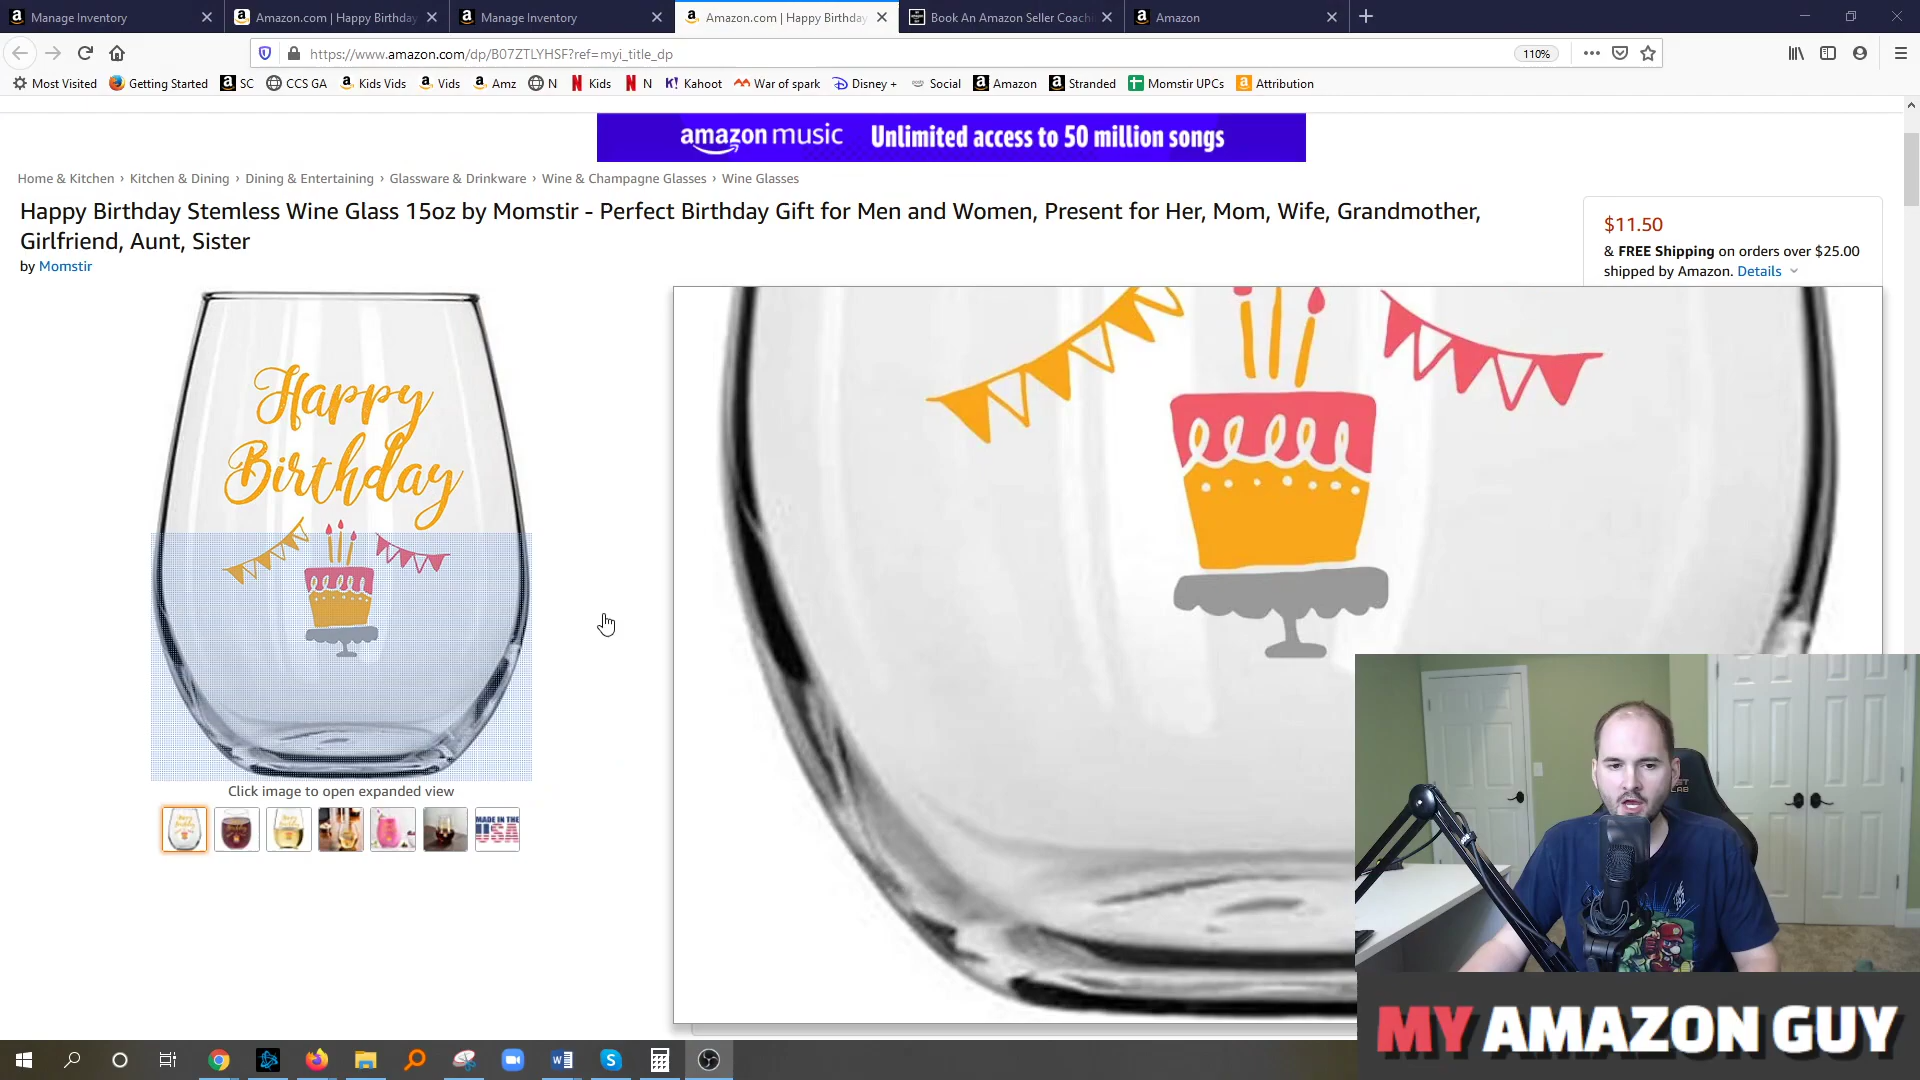 Manage Inventory
Amazon.com | Happy Birthday
Manage Inventory
Amazon.com | Happy Birthday
Book An Amazon Seller Coach
Amazon
https://www.amazon.com/dp/B07ZTLYHSF?ref=myi_title_dp
110%
Most Visited
Getting Started
SC
CCS GA
Kids Vids
Vids
Amz
N
Kids
N
Kahoot
War of spark
Disney +
Social
Amazon
Stranded
Momstir UPCs
Attribution
amazon music Unlimited access to 50 million songs
Home & Kitchen › Kitchen & Dining › Dining & Entertaining › Glassware & Drinkware › Wine & Champagne Glasses › Wine Glasses
Happy Birthday Stemless Wine Glass 15oz by Momstir - Perfect Birthday Gift for Men and Women, Present for Her, Mom, Wife, Grandmother,
Girlfriend, Aunt, Sister
by Momstir
$11.50
& FREE Shipping on orders over $25.00
shipped by Amazon. Details
Happy
Birthday
Click image to open expanded view
MADE IN THE
USA
MY AMAZON GUY